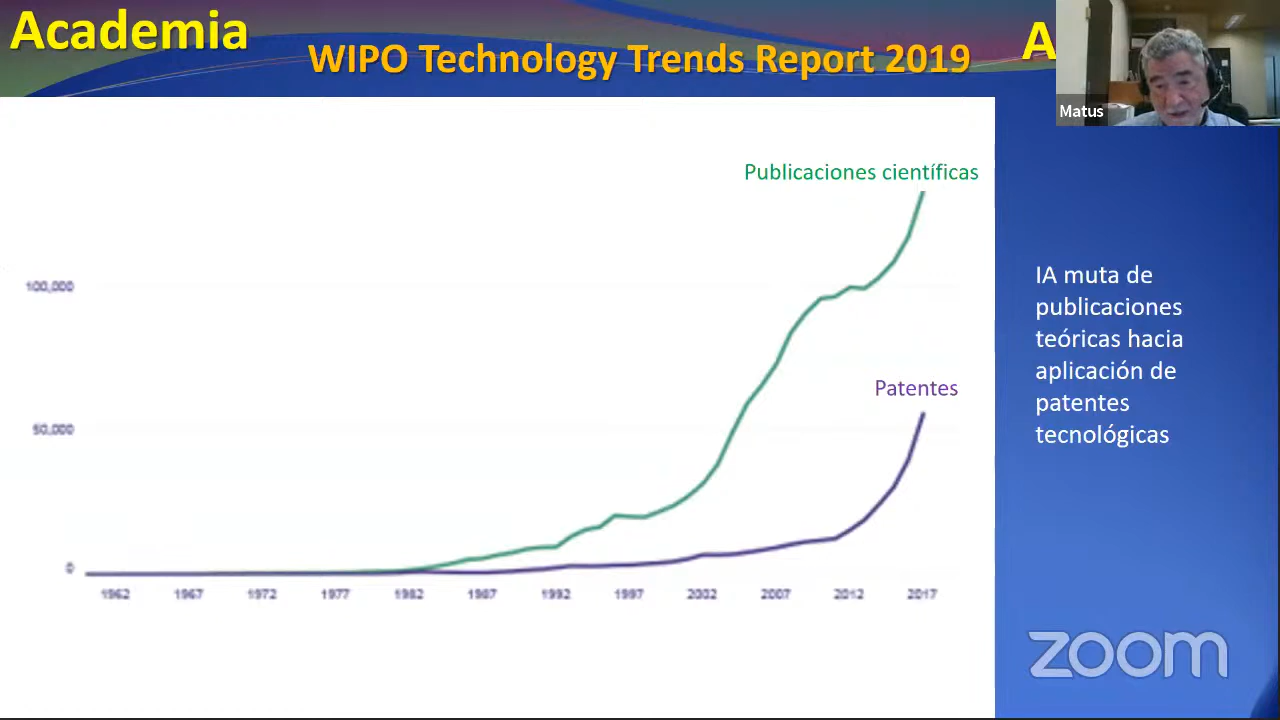 Academia
WIPO Technology Trends Report 2019
A
Matus
Publicaciones científicas
100,000
Patentes
50,000
0
1962 1967 1972 1977 1982 1987 1992 1997 2002 2007 2012 2017
IA muta de
publicaciones
teóricas hacia
aplicación de
patentes
tecnológicas
zoom